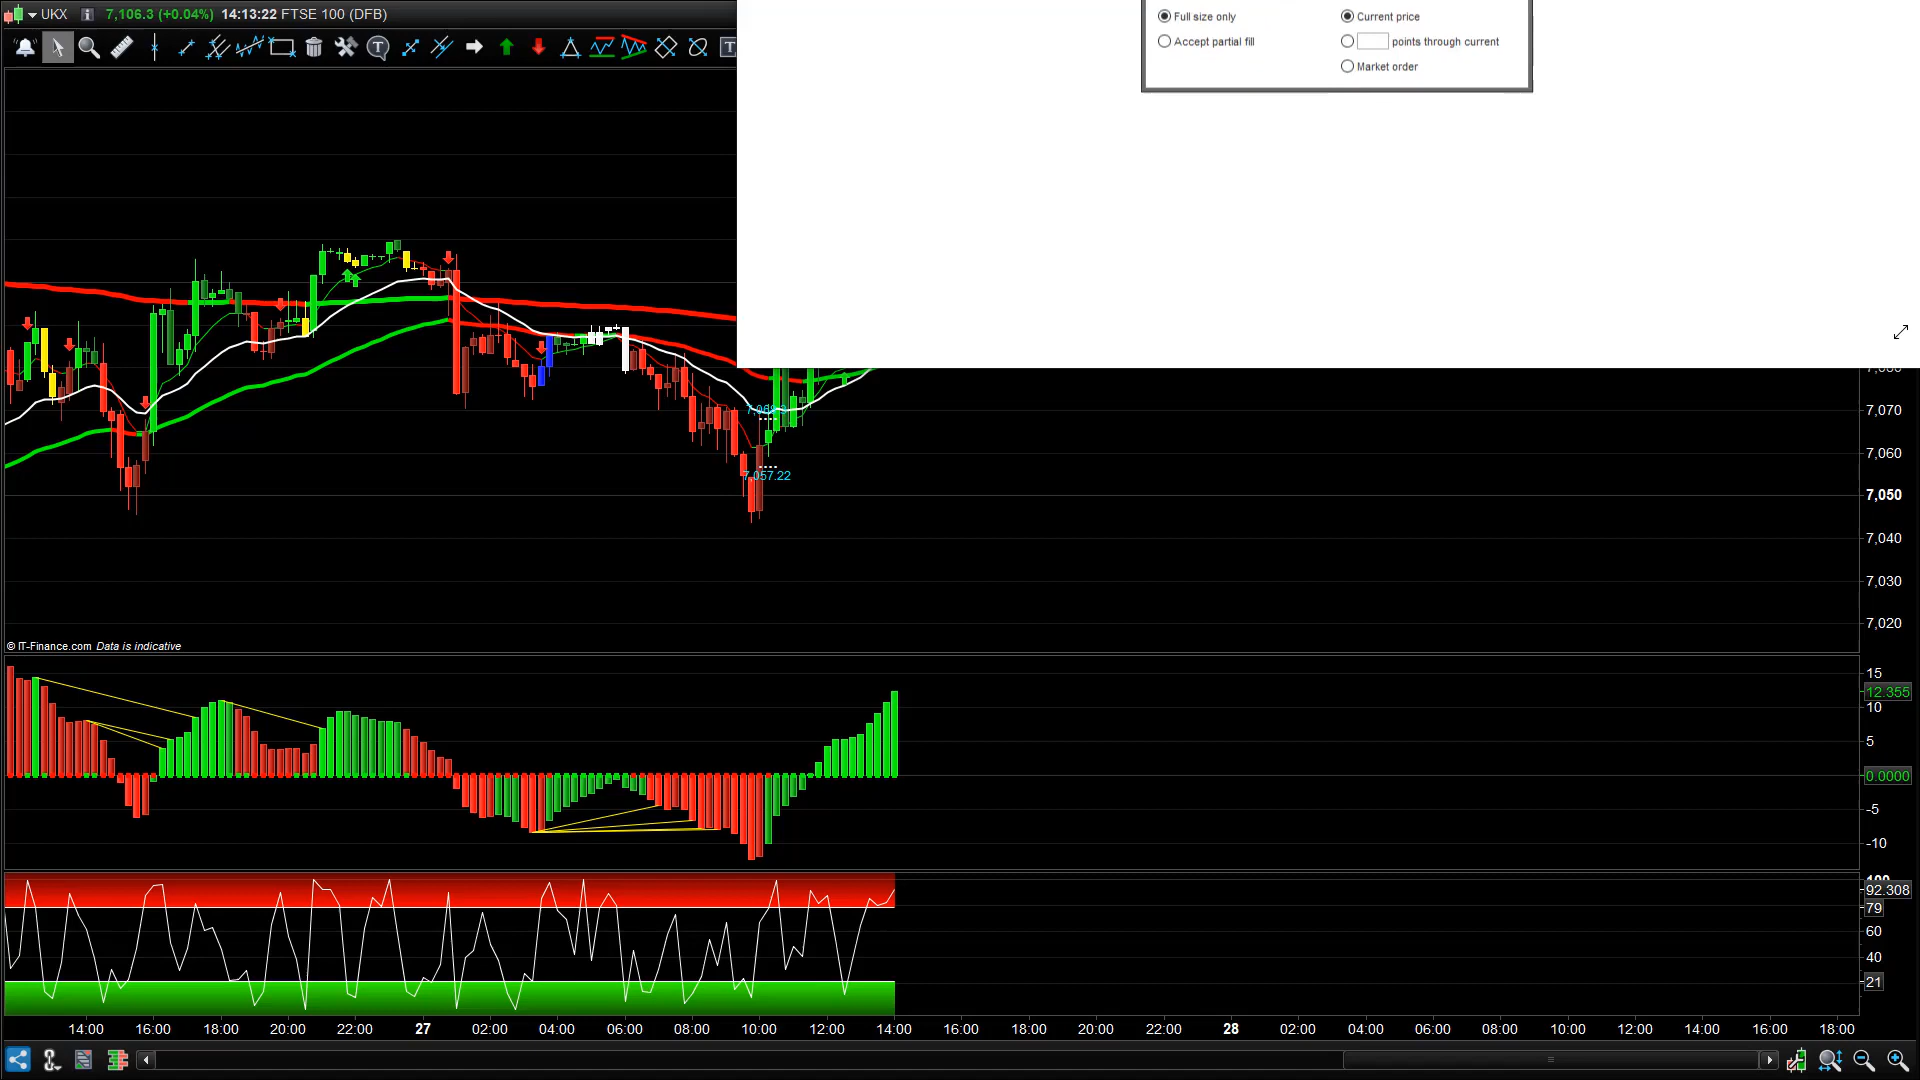 UKX 7,106.3 (+0.04%) 14:13:22 FTSE 100 (DFB)
Full size only
Current price
Accept partial fill
points through current
Market order
7,070
7,057.22
7,060
7,050
7,040
7,030
7,020
© IT-Finance.com Data is indicative
15
12.355
10
5
0.0000
-5
-10
92.308
79
60
40
21
14:00 16:00 18:00 20:00 22:00 27 02:00 04:00 06:00 08:00 10:00 12:00 14:00 16:00 18:00 20:00 22:00 28 02:00 04:00 06:00 08:00 10:00 12:00 14:00 16:00 18:00